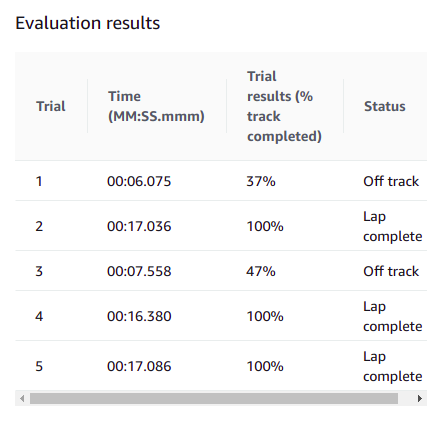 Evaluation results
Trial
Time
(MM:SS.mmm)
Trial
results (%
track
completed)
Status
1 00:06.075 37% Off track
2 00:17.036 100% Lap
complete
3 00:07.558 47% Off track
4 00:16.380 100% Lap
complete
5 00:17.086 100% Lap
complete